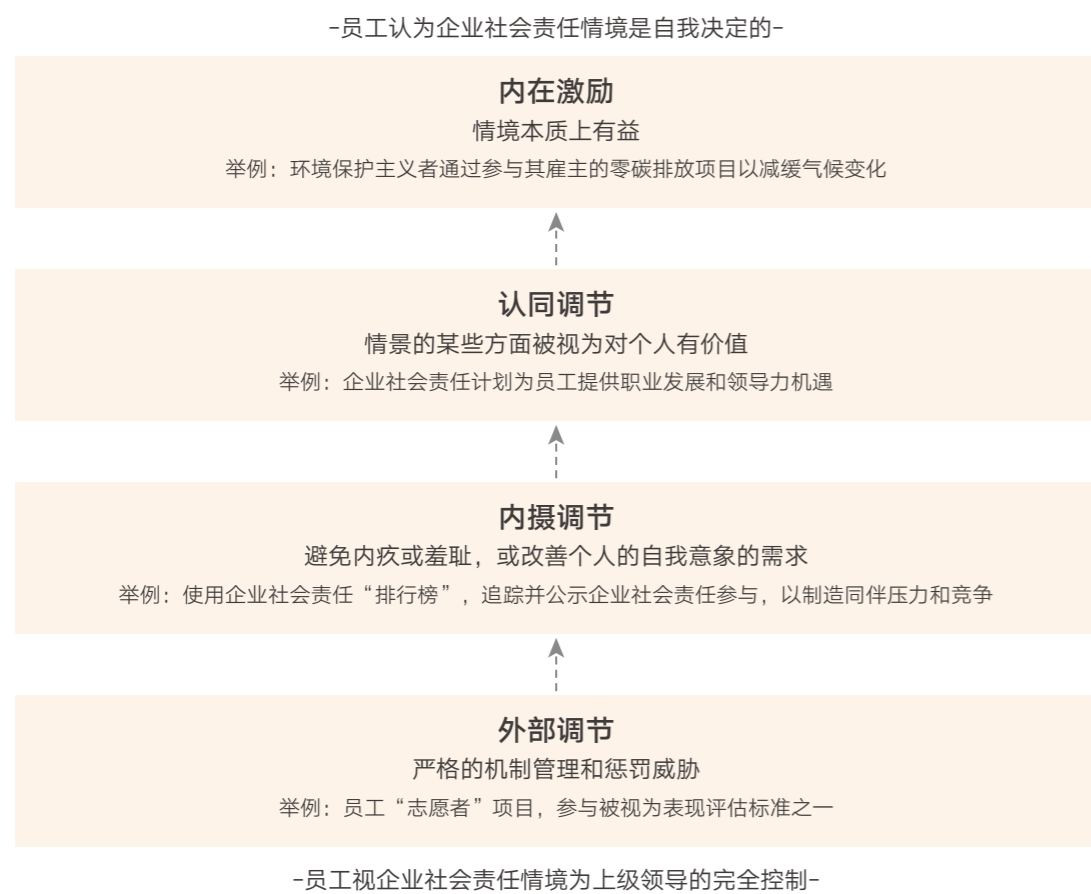 -员工认为企业社会责任情境是自我决定的-
内在激励
情境本质上有益
举例：环境保护主义者通过参与其雇主的零碳排放项目以减缓气候变化
认同调节
情景的某些方面被视为对个人有价值
举例：企业社会责任计划为员工提供职业发展和领导力机遇
内摄调节
避免内疚或羞耻，或改善个人的自我意象的需求
举例：使用企业社会责任“排行榜”，追踪并公示企业社会责任参与，以制造同伴压力和竞争
外部调节
严格的机制管理和惩罚威胁
举例：员工“志愿者”项目，参与被视为表现评估标准之一
-员工视企业社会责任情境为上级领导的完全控制-